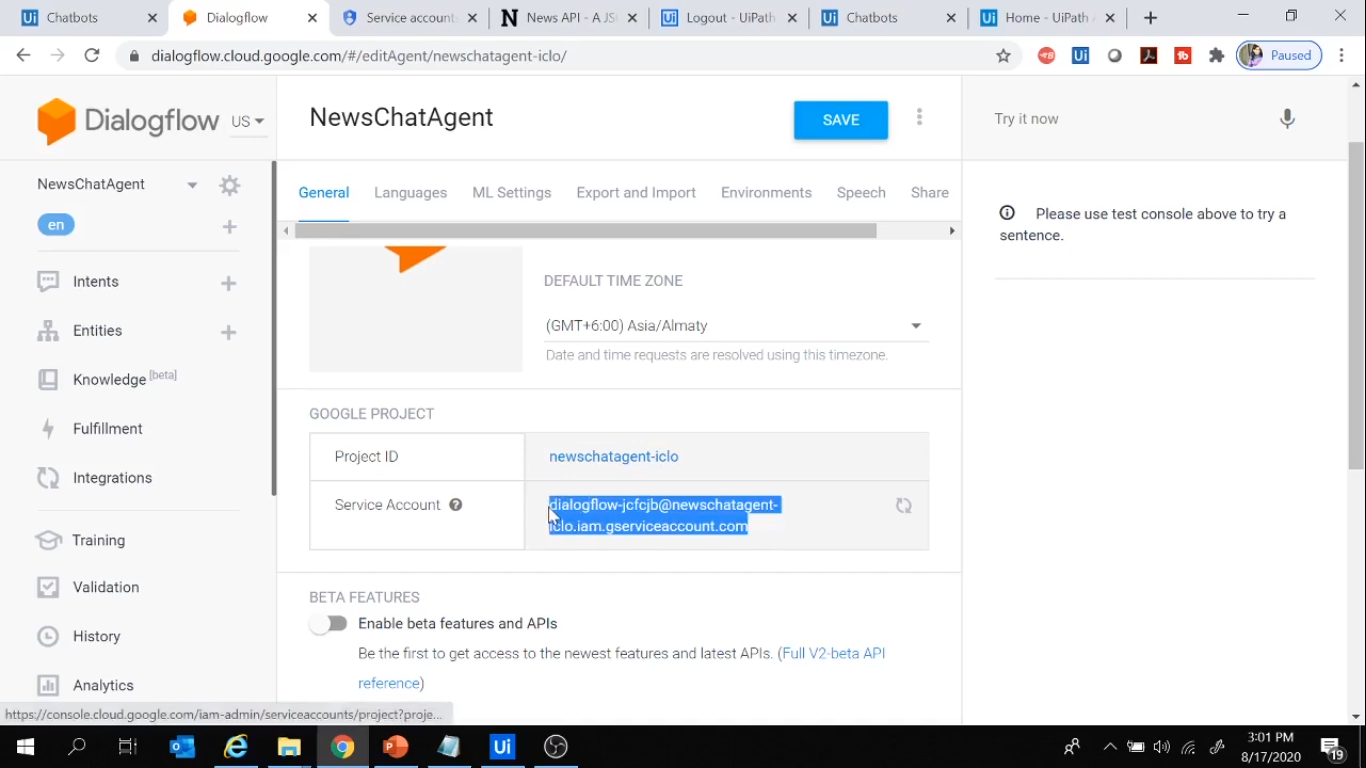 Chatbots
Dialogflow
Service accounts
News API - A JS
Logout - UiPath
Chatbots
Home - UiPath A
dialogflow.cloud.google.com/#/editAgent/newschatagent-iclo/
Paused
Dialogflow
US
NewsChatAgent
SAVE
Try it now
NewsChatAgent
en
Intents
Entities
Knowledge [beta]
Fulfillment
Integrations
Training
Validation
History
Analytics
General Languages ML Settings Export and Import Environments Speech Share
DEFAULT TIME ZONE
(GMT+6:00) Asia/Almaty
Date and time requests are resolved using this timezone.
GOOGLE PROJECT
Project ID
newschatagent-iclo
Service Account
dialogflow-jcfcjb@newschatagent-
iclo.iam.gserviceaccount.com
BETA FEATURES
Enable beta features and APIs
Be the first to get access to the newest features and latest APIs. (Full V2-beta API
reference)
Please use test console above to try a
sentence.
https://console.cloud.google.com/iam-admin/serviceaccounts/project?proje...
3:01 PM
8/17/2020
19